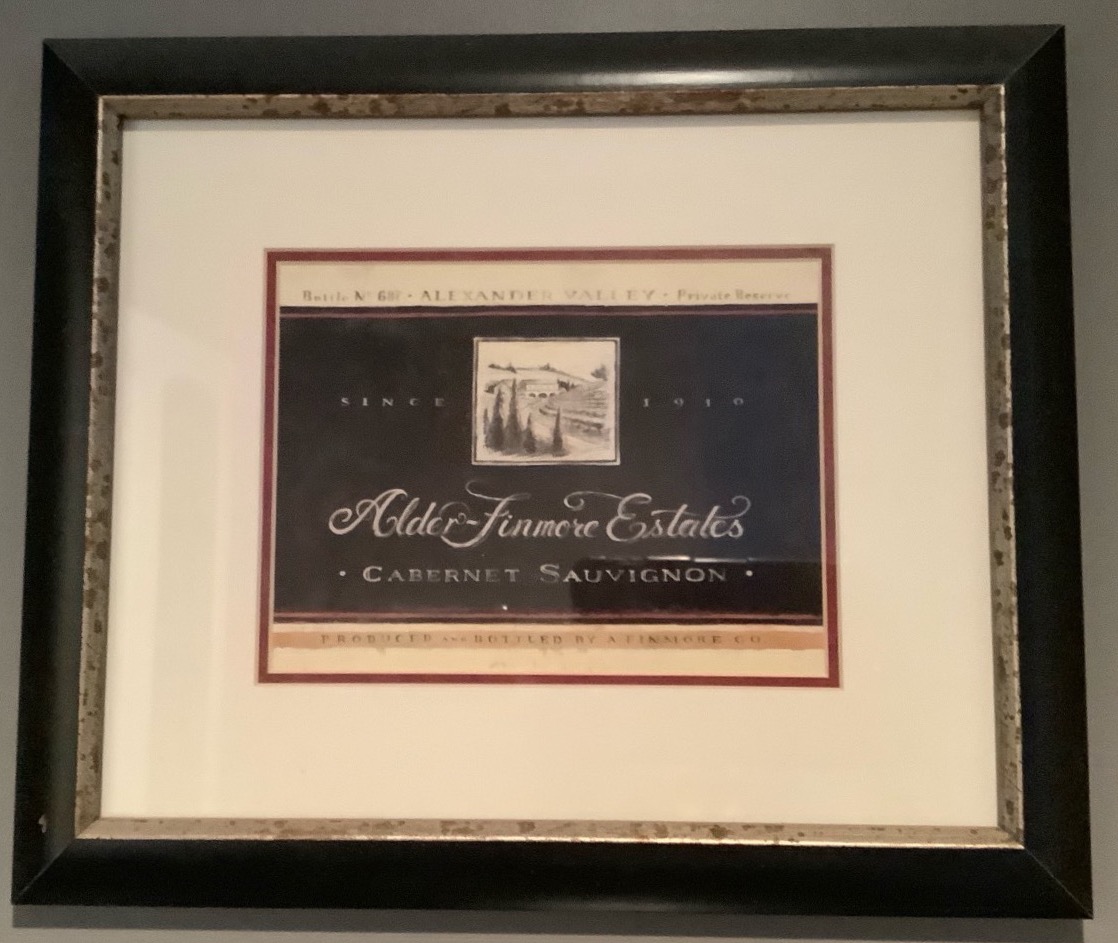 Bottle Nº 687 • ALEXANDER VALLEY • Private Reserve
SINCE 1910
Alder-Finmore Estates
• CABERNET SAUVIGNON •
PRODUCED AND BOTTLED BY A FINMORE CO.